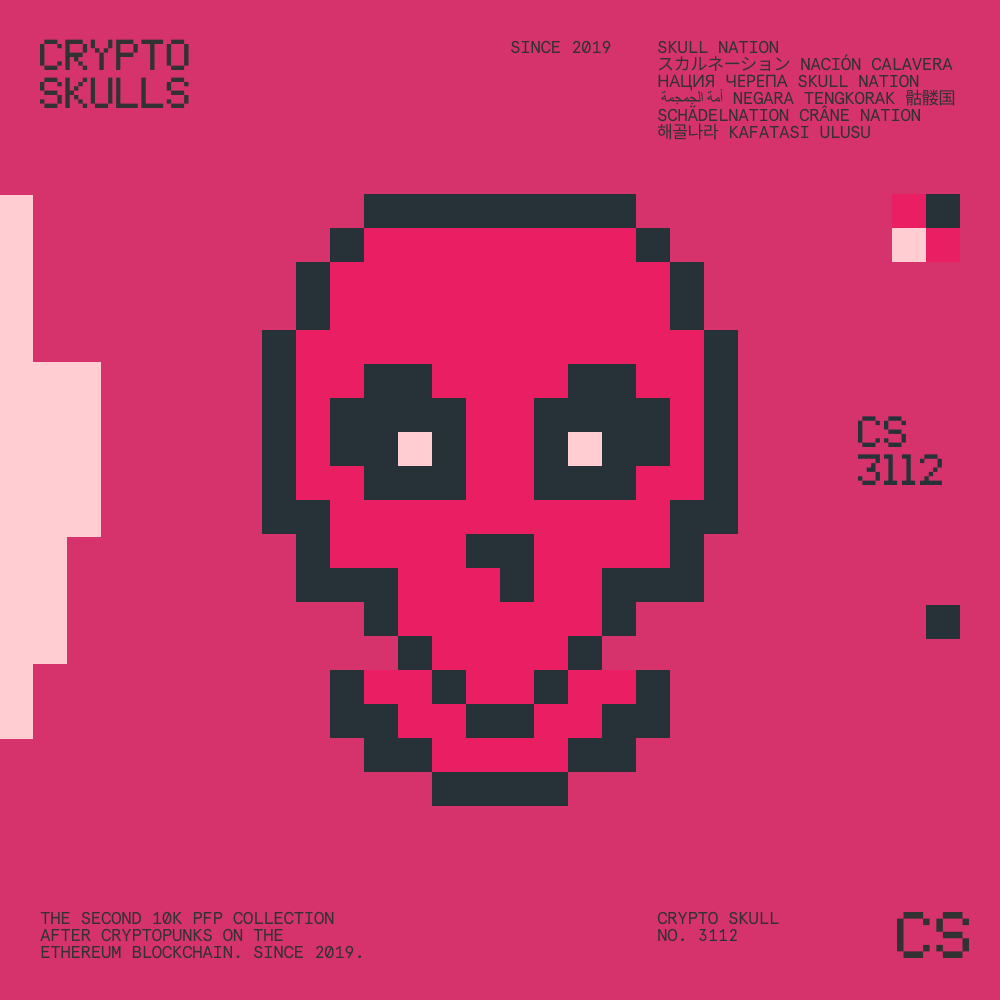 CRYPTO
SKULLS
SINCE 2019
SKULL NATION
スカルネーション NACIÓN CALAVERA
НАЦИЯ ЧЕРЕПА SKULL NATION
أمة الجمجمة NEGARA TENGKORAK 骷髅国
SCHÄDELNATION CRÂNE NATION
해골나라 KAFATASI ULUSU
CS
3112
THE SECOND 10K PFP COLLECTION
AFTER CRYPTOPUNKS ON THE
ETHEREUM BLOCKCHAIN. SINCE 2019.
CRYPTO SKULL
NO. 3112
CS